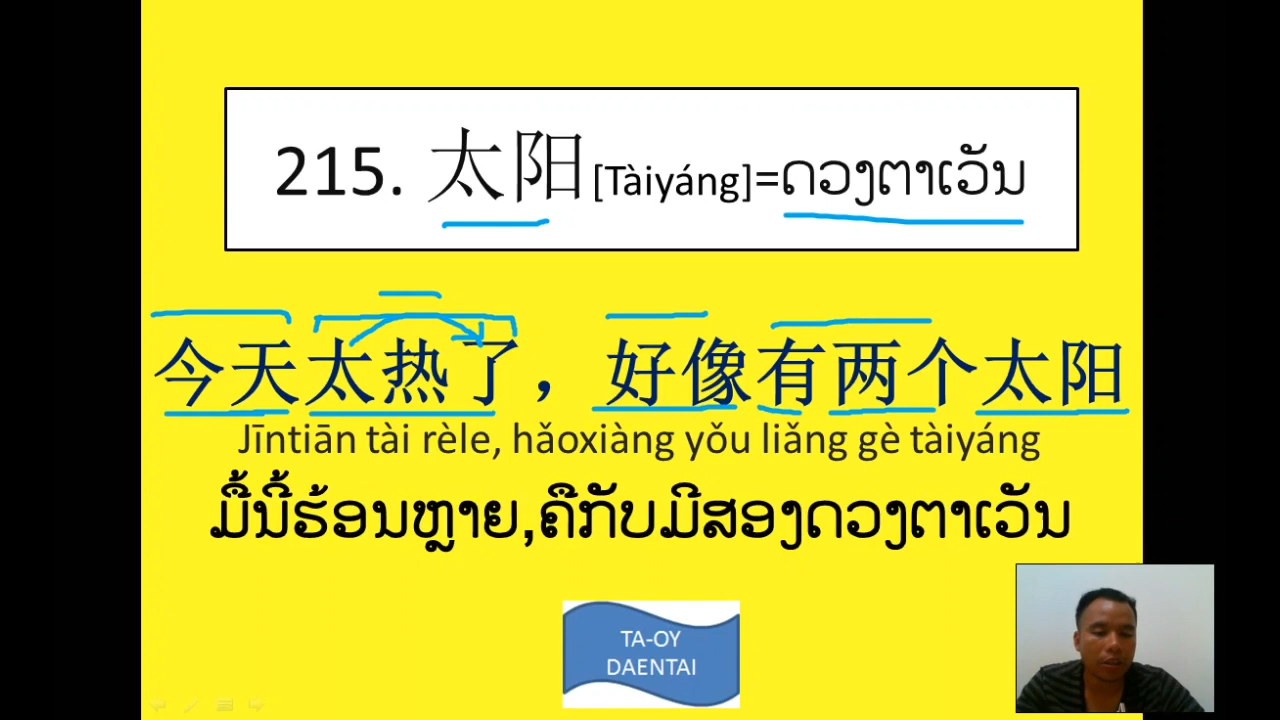 215. 太阳[Tàiyáng]=ດວງຕາເວັນ
今天太热了，好像有两个太阳
Jīntiān tài rèle, hǎoxiàng yǒu liǎng gè tàiyáng
ມື້ນີ້ຮ້ອນຫຼາຍ,ຄືກັບມີສອງດວງຕາເວັນ
TA-OY
DAENTAI